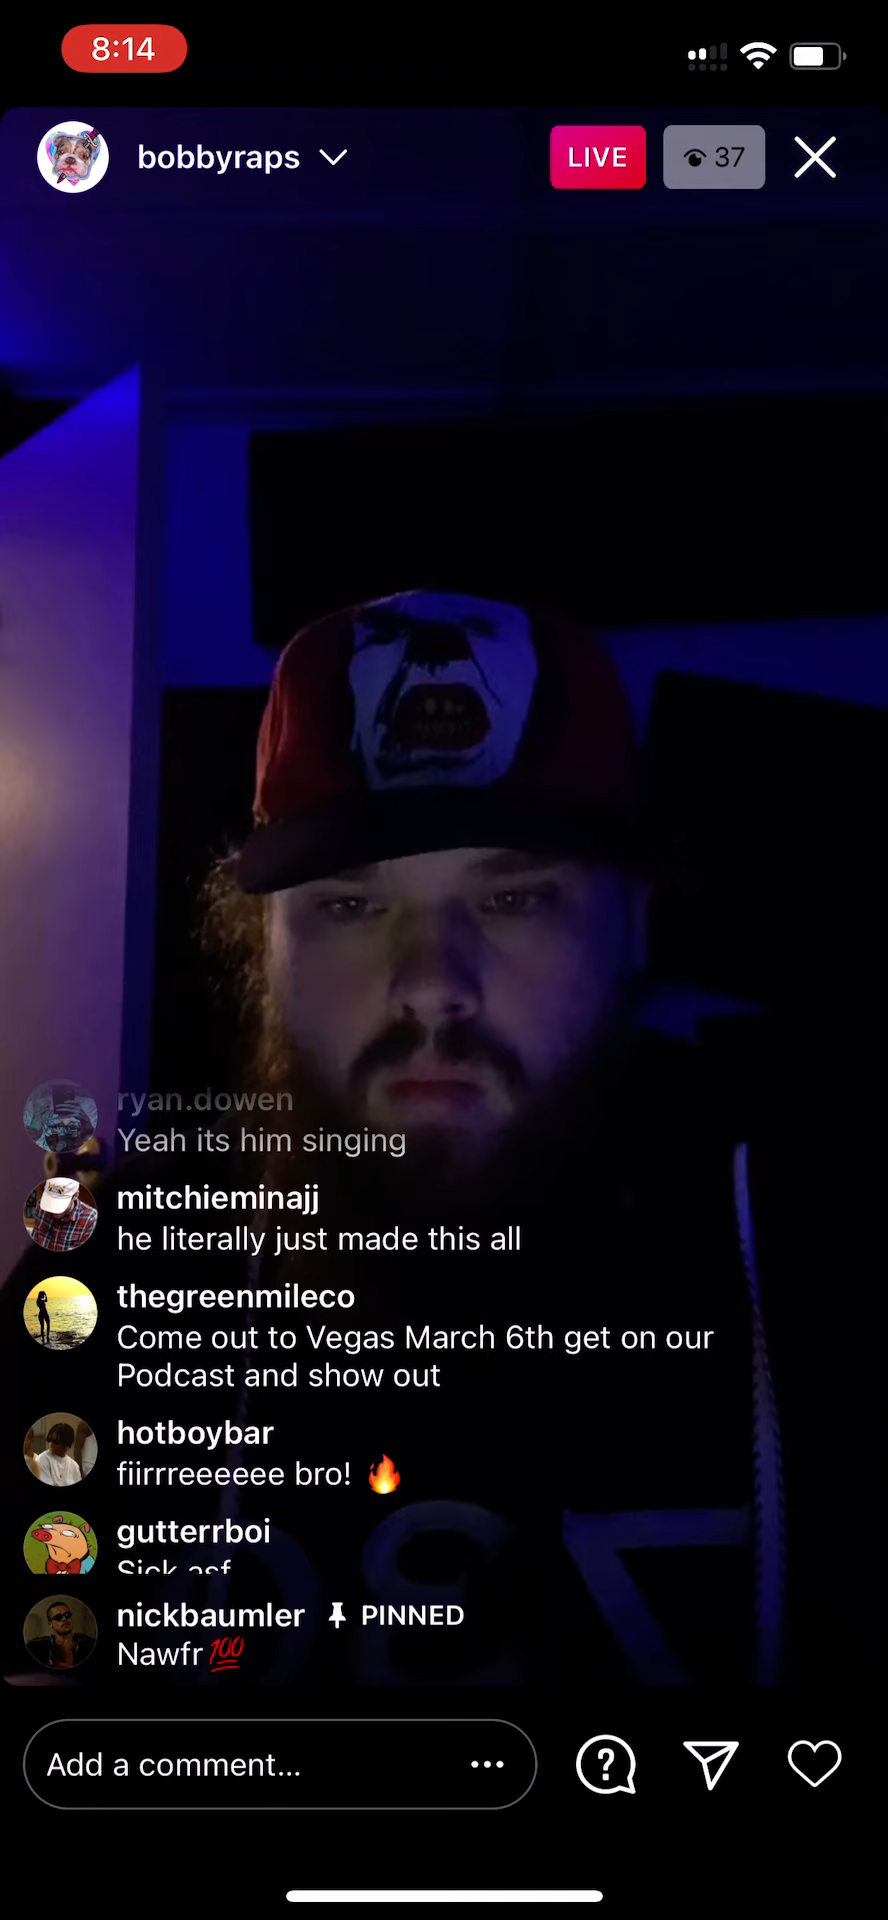 8:14
bobbyraps
LIVE
37
ryan.dowen
Yeah its him singing
mitchieminajj
he literally just made this all
thegreenmileco
Come out to Vegas March 6th get on our
Podcast and show out
hotboybar
fiirrreeeeee bro! 🔥
gutterrboi
Sick asf
nickbaumler PINNED
Nawfr💯
Add a comment...